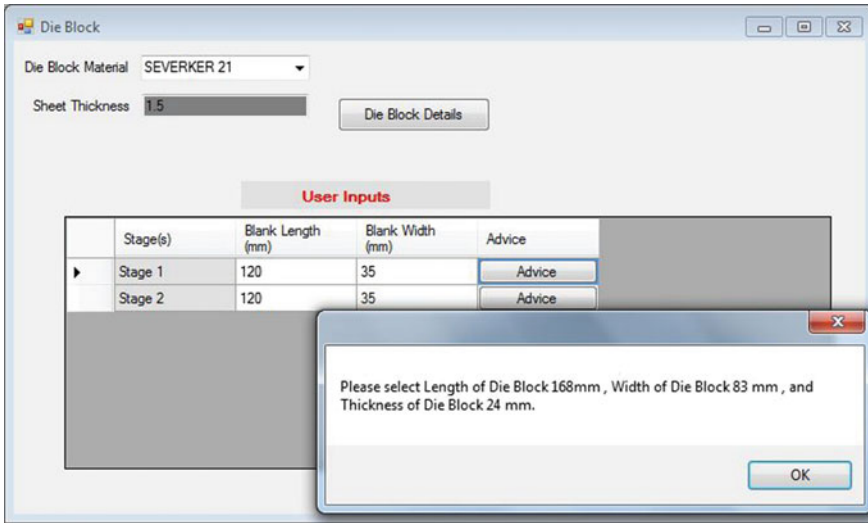 Die Block
Die Block Material SEVERKER 21
Sheet Thickness 1.5
Die Block Details
User Inputs
Stage(s) Blank Length (mm) Blank Width (mm) Advice
Stage 1 120 35 Advice
Stage 2 120 35 Advice
Please select Length of Die Block 168mm , Width of Die Block 83 mm , and
Thickness of Die Block 24 mm.
OK